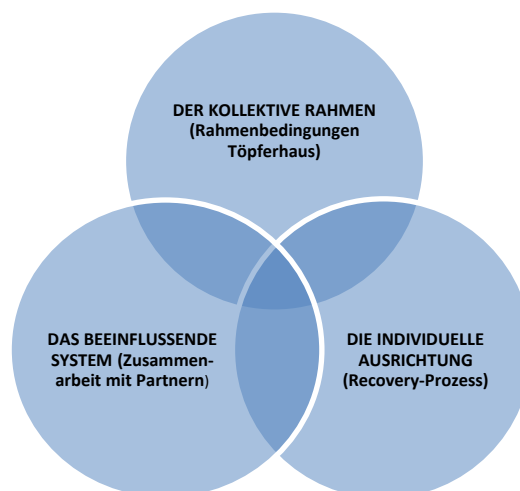 DER KOLLEKTIVE RAHMEN
(Rahmenbedingungen
Töpferhaus)
DAS BEEINFLUSSENDE
SYSTEM (Zusammen-
arbeit mit Partnern)
DIE INDIVIDUELLE
AUSRICHTUNG
(Recovery-Prozess)